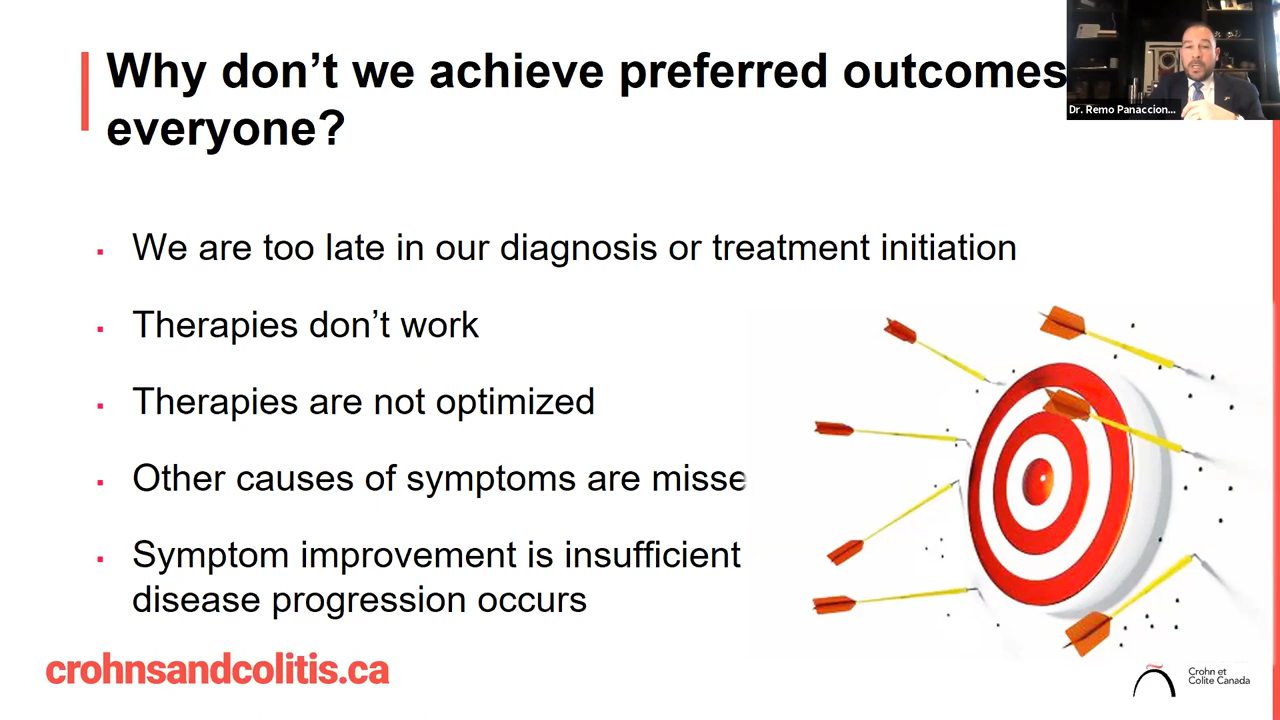 Why don’t we achieve preferred outcomes
everyone?
Dr. Remo Panaccion...
▪ We are too late in our diagnosis or treatment initiation
▪ Therapies don’t work
▪ Therapies are not optimized
▪ Other causes of symptoms are misse
▪ Symptom improvement is insufficient
disease progression occurs
crohnsandcolitis.ca
Crohn et
Colite Canada